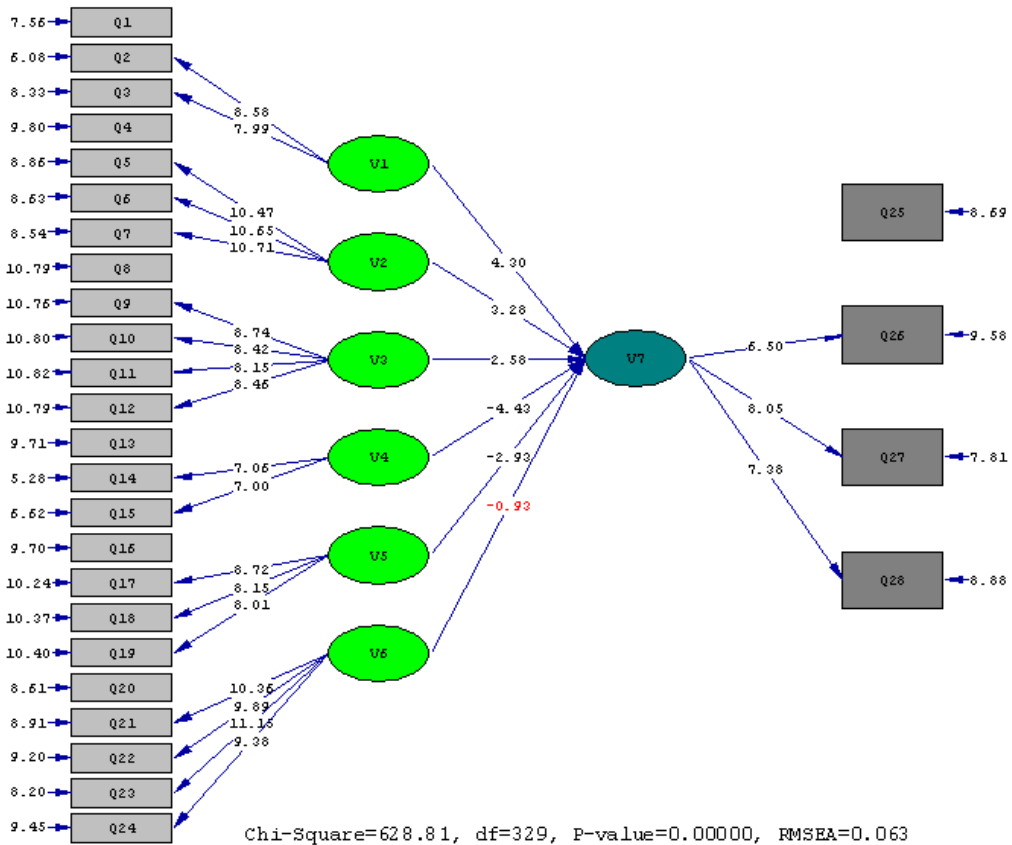 7.56 Q1
6.08 Q2
8.33 Q3
9.80 Q4
8.86 Q5
8.63 Q6
8.54 Q7
10.79 Q8
10.76 Q9
10.80 Q10
10.82 Q11
10.79 Q12
9.71 Q13
5.28 Q14
6.62 Q15
9.70 Q16
10.24 Q17
10.37 Q18
10.40 Q19
8.61 Q20
8.91 Q21
9.20 Q22
8.20 Q23
9.45 Q24
8.58
7.99
10.47
10.65
10.71
8.74
8.42
8.15
8.46
7.06
7.00
8.72
8.15
8.01
10.36
9.89
11.15
9.38
V1
V2
V3
V4
V5
V6
4.30
3.28
2.58
-4.43
-2.93
-0.93
V7
6.50
8.05
7.38
Q25 8.69
Q26 9.58
Q27 7.81
Q28 8.88
Chi-Square=628.81, df=329, P-value=0.00000, RMSEA=0.063